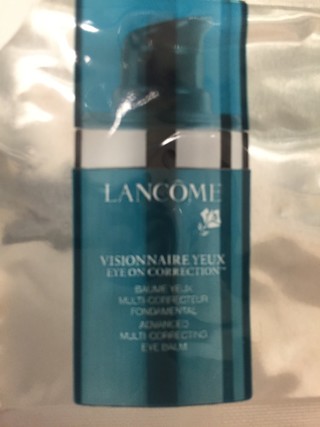 LANCÔME
VISIONNAIRE YEUX
EYE ON CORRECTION™
BAUME YEUX
MULTI-CORRECTEUR
FONDAMENTAL
ADVANCED
MULTI-CORRECTING
EYE BALM